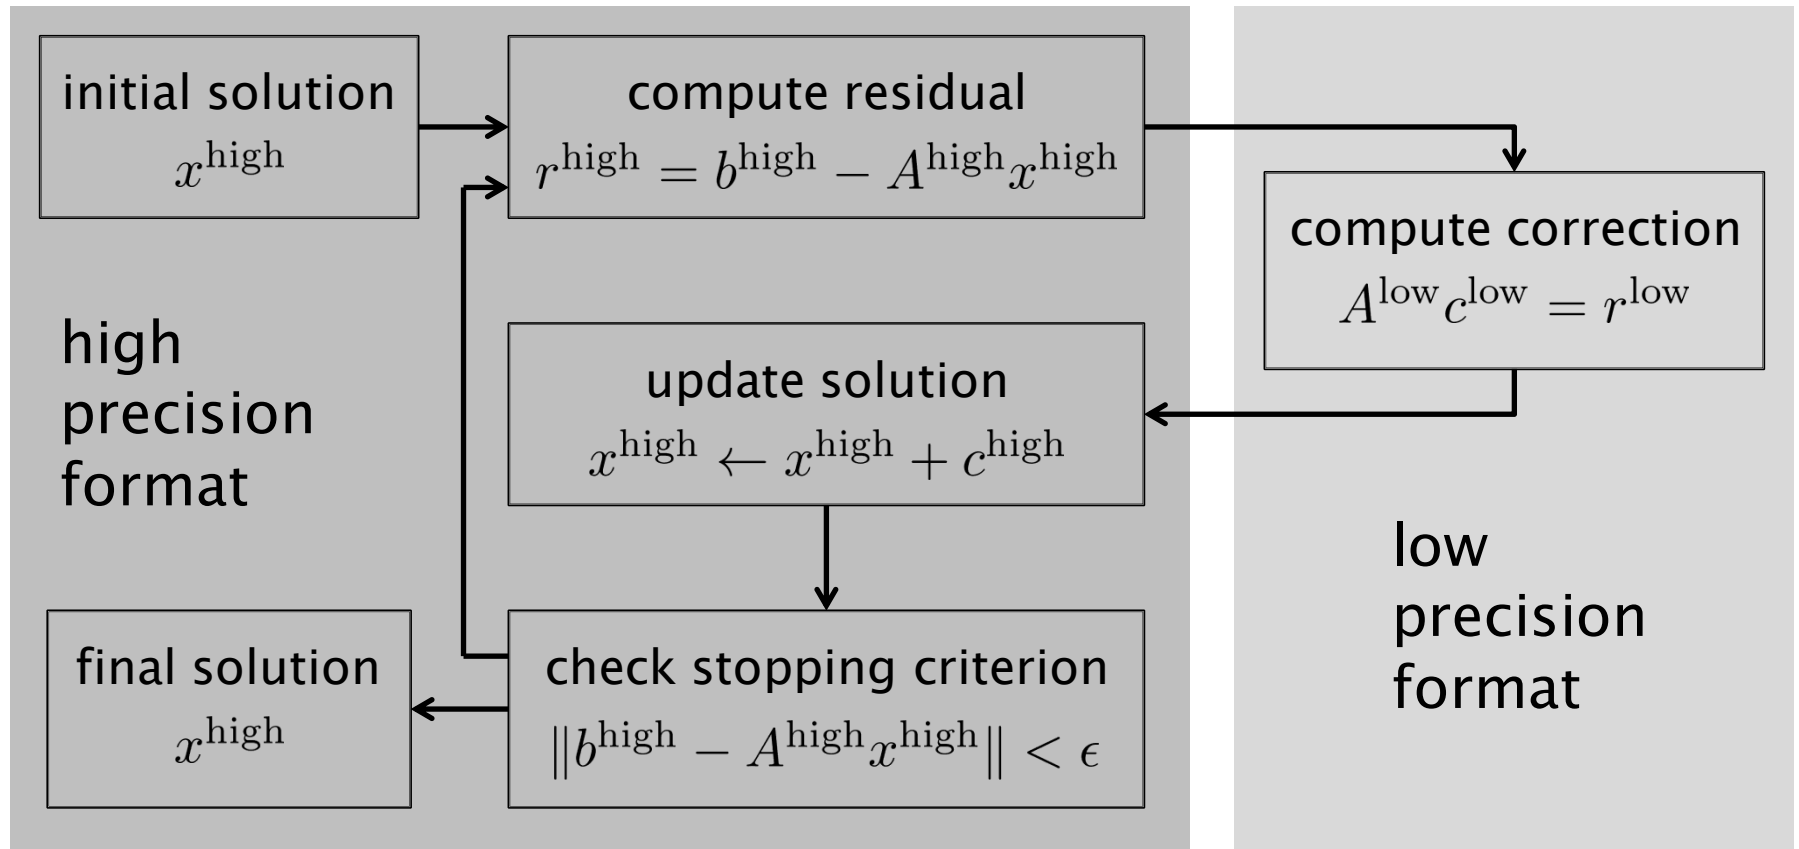 initial solution
x^high
compute residual
r^high = b^high − A^high x^high
compute correction
A^low c^low = r^low
high
precision
format
update solution
x^high ← x^high + c^high
low
precision
format
final solution
x^high
check stopping criterion
‖b^high − A^high x^high‖ < ϵ